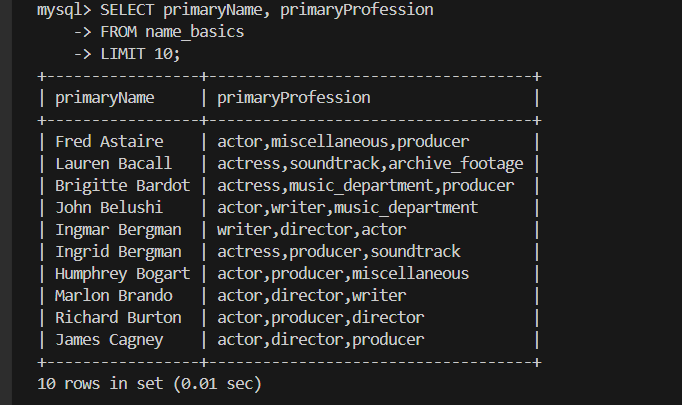 mysql> SELECT primaryName, primaryProfession
    -> FROM name_basics
    -> LIMIT 10;
+-----------------+-----------------------------------+
| primaryName     | primaryProfession                 |
+-----------------+-----------------------------------+
| Fred Astaire    | actor,miscellaneous,producer      |
| Lauren Bacall   | actress,soundtrack,archive_footage |
| Brigitte Bardot | actress,music_department,producer  |
| John Belushi    | actor,writer,music_department     |
| Ingmar Bergman  | writer,director,actor             |
| Ingrid Bergman  | actress,producer,soundtrack       |
| Humphrey Bogart | actor,producer,miscellaneous      |
| Marlon Brando   | actor,director,writer             |
| Richard Burton  | actor,producer,director           |
| James Cagney    | actor,director,producer           |
+-----------------+-----------------------------------+
10 rows in set (0.01 sec)